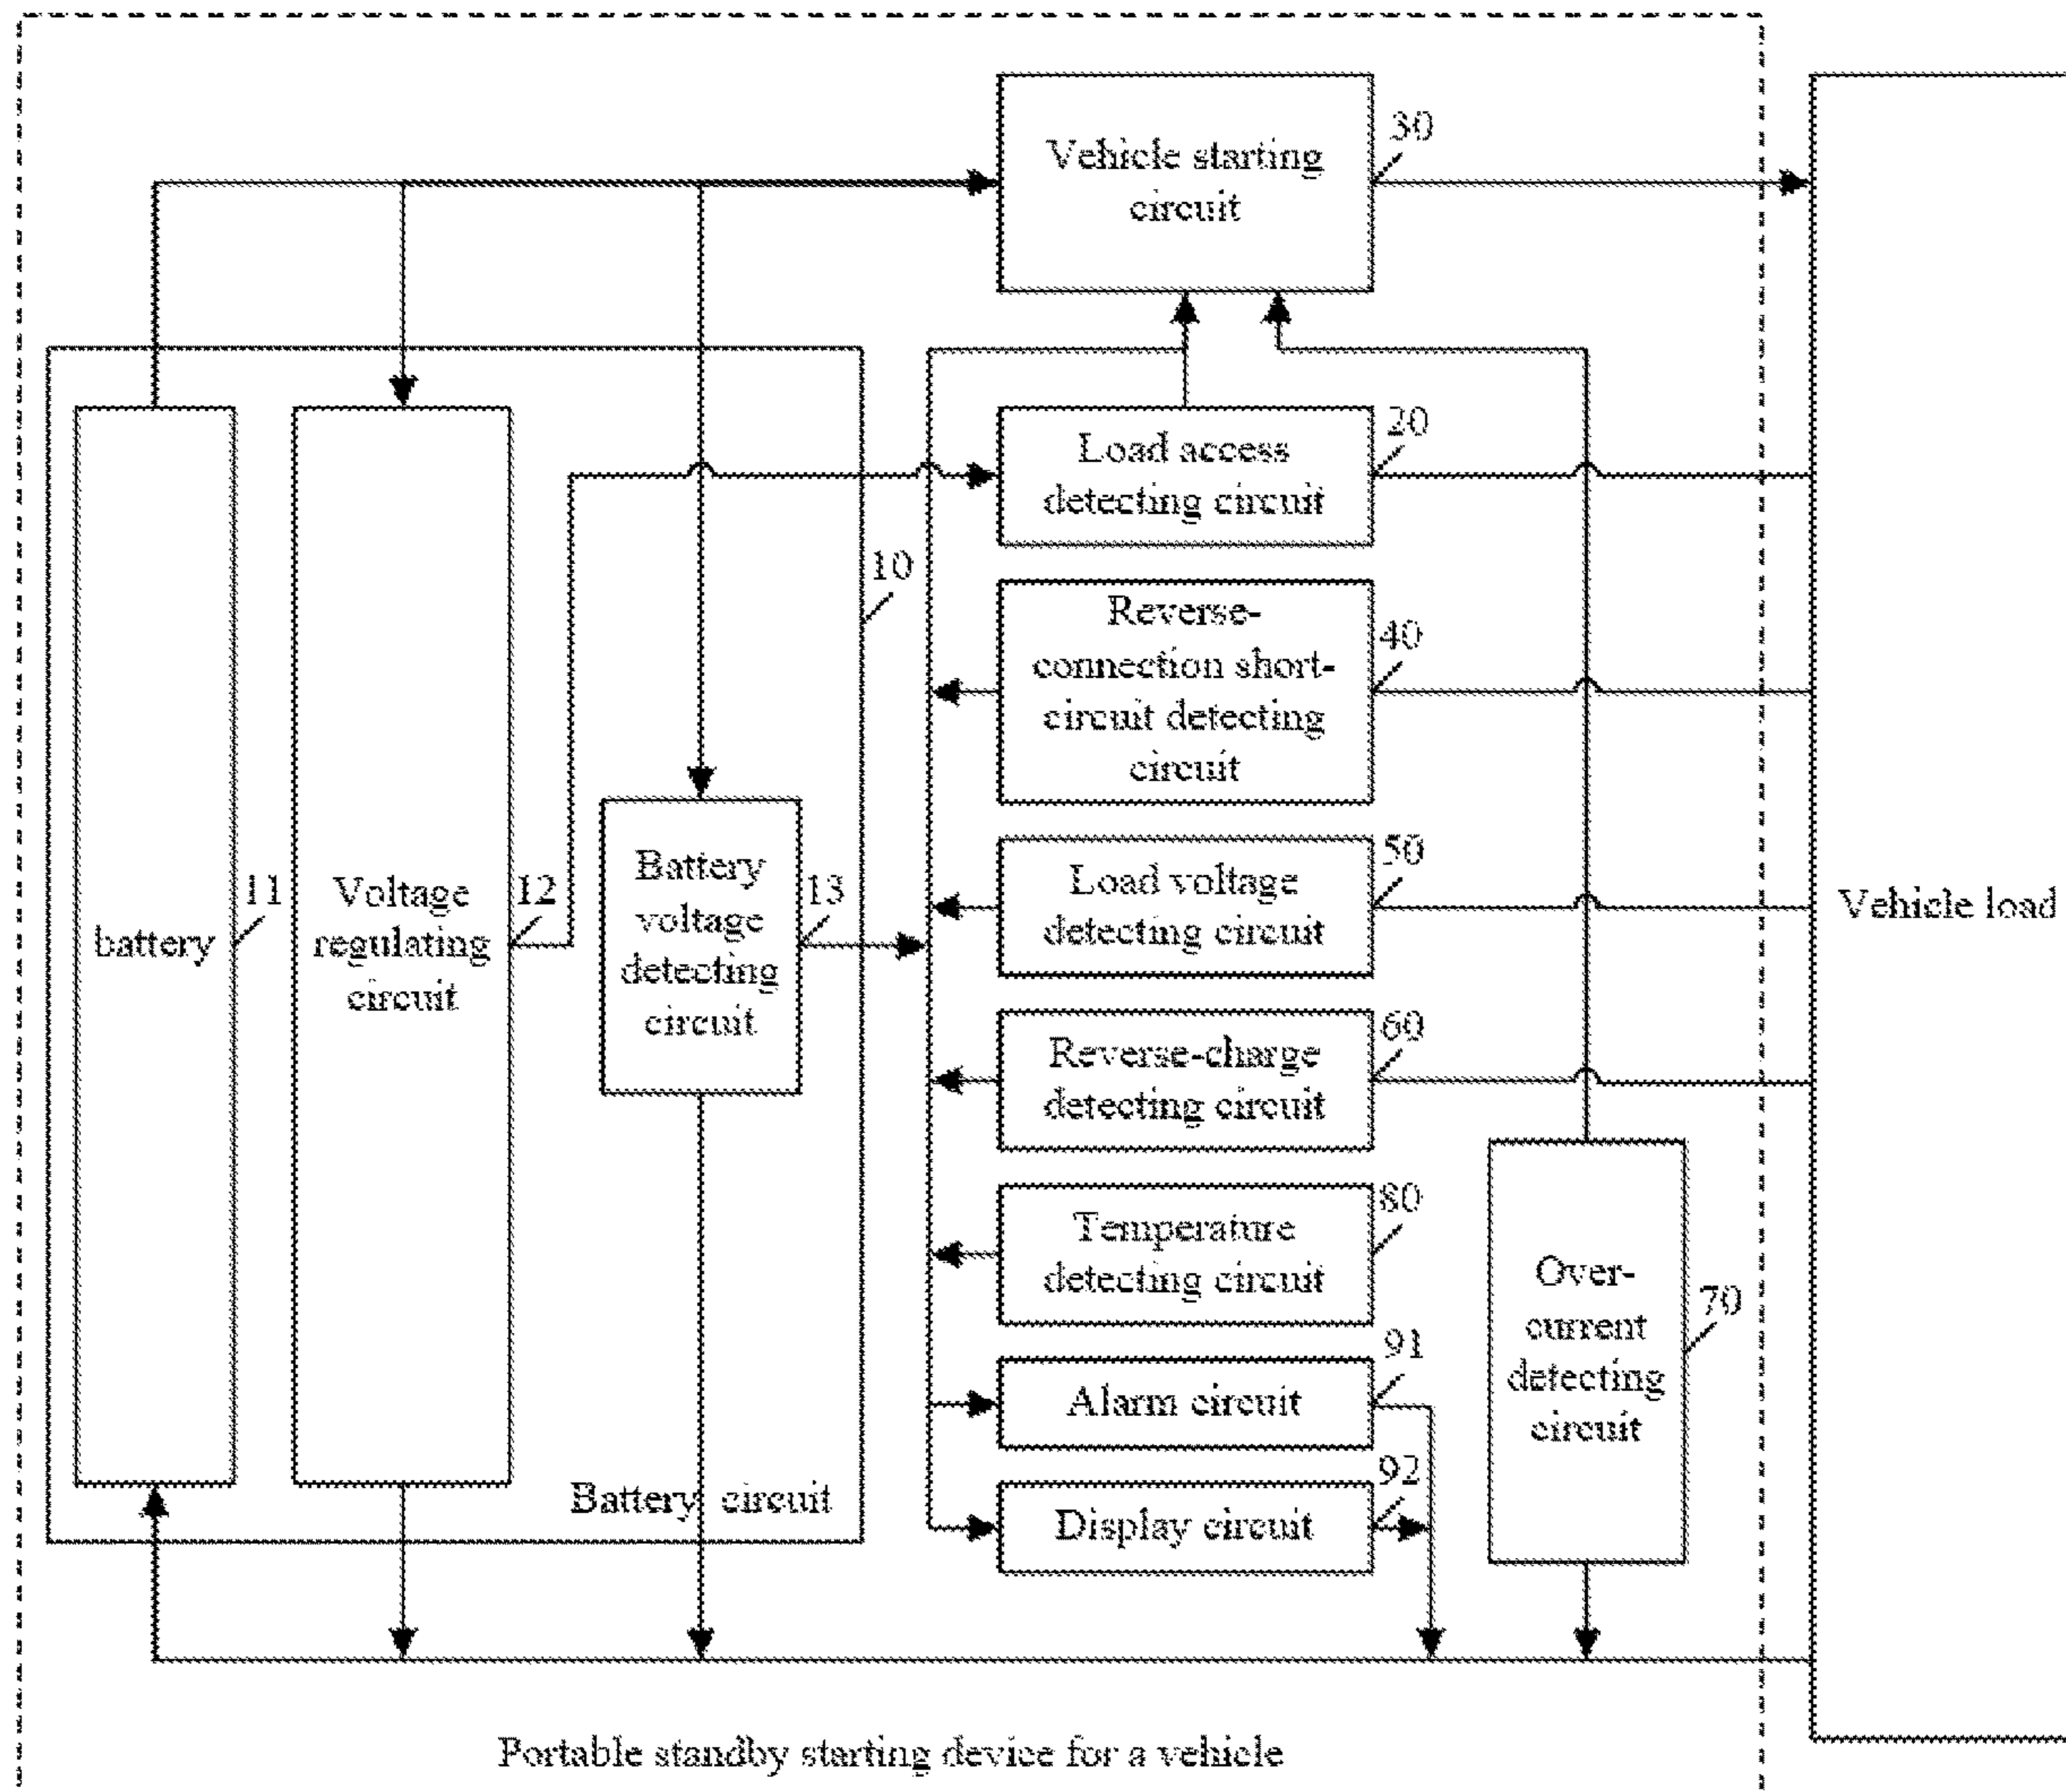 Vehicle starting
circuit
30
Load access
detecting circuit
20
10
Reverse-
connection short-
circuit detecting
circuit
40
battery
11
Voltage
regulating
circuit
12
Battery
voltage
detecting
circuit
13
Load voltage
detecting circuit
50
Vehicle load
Reverse-charge
detecting circuit
60
Temperature
detecting circuit
80
Over-
current
detecting
circuit
70
Alarm circuit
91
Battery circuit
Display circuit
92
Portable standby starting device for a vehicle